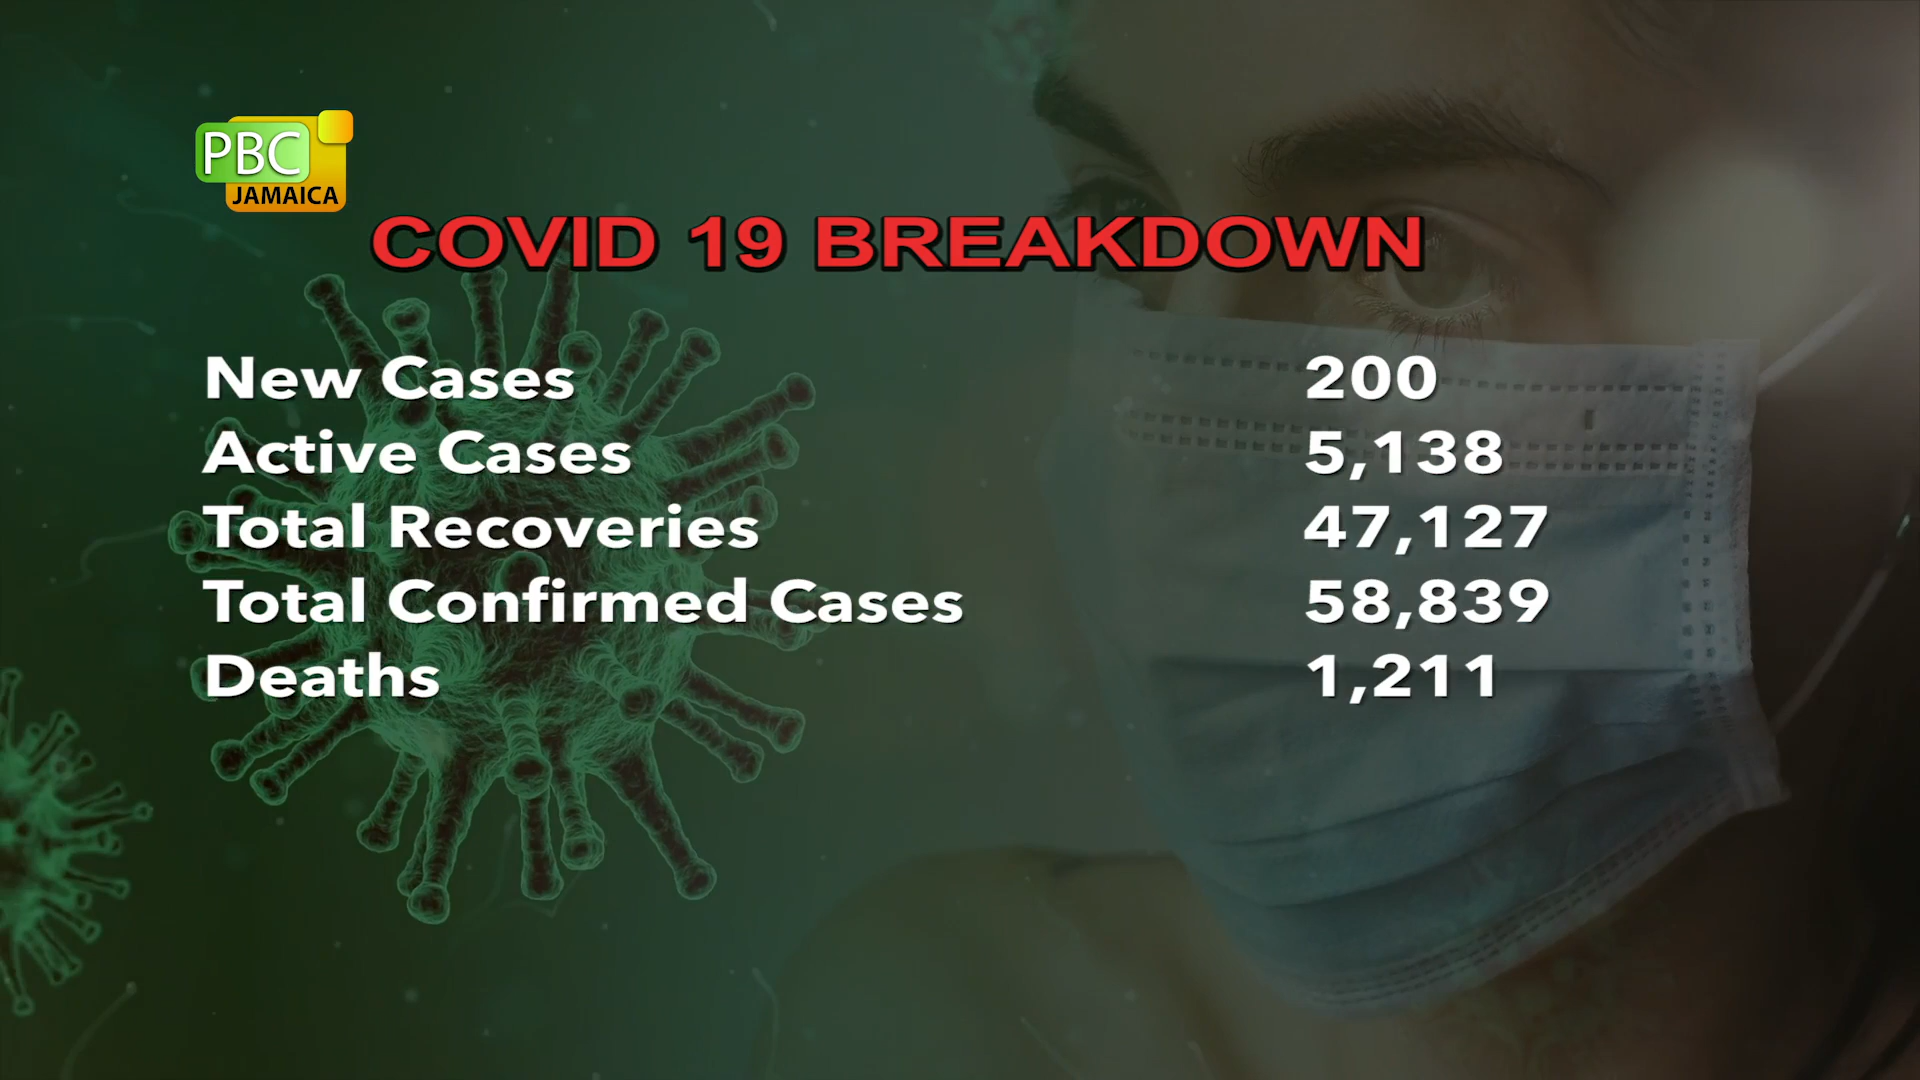 PBC
JAMAICA
COVID 19 BREAKDOWN
New Cases 200
Active Cases 5,138
Total Recoveries 47,127
Total Confirmed Cases 58,839
Deaths 1,211